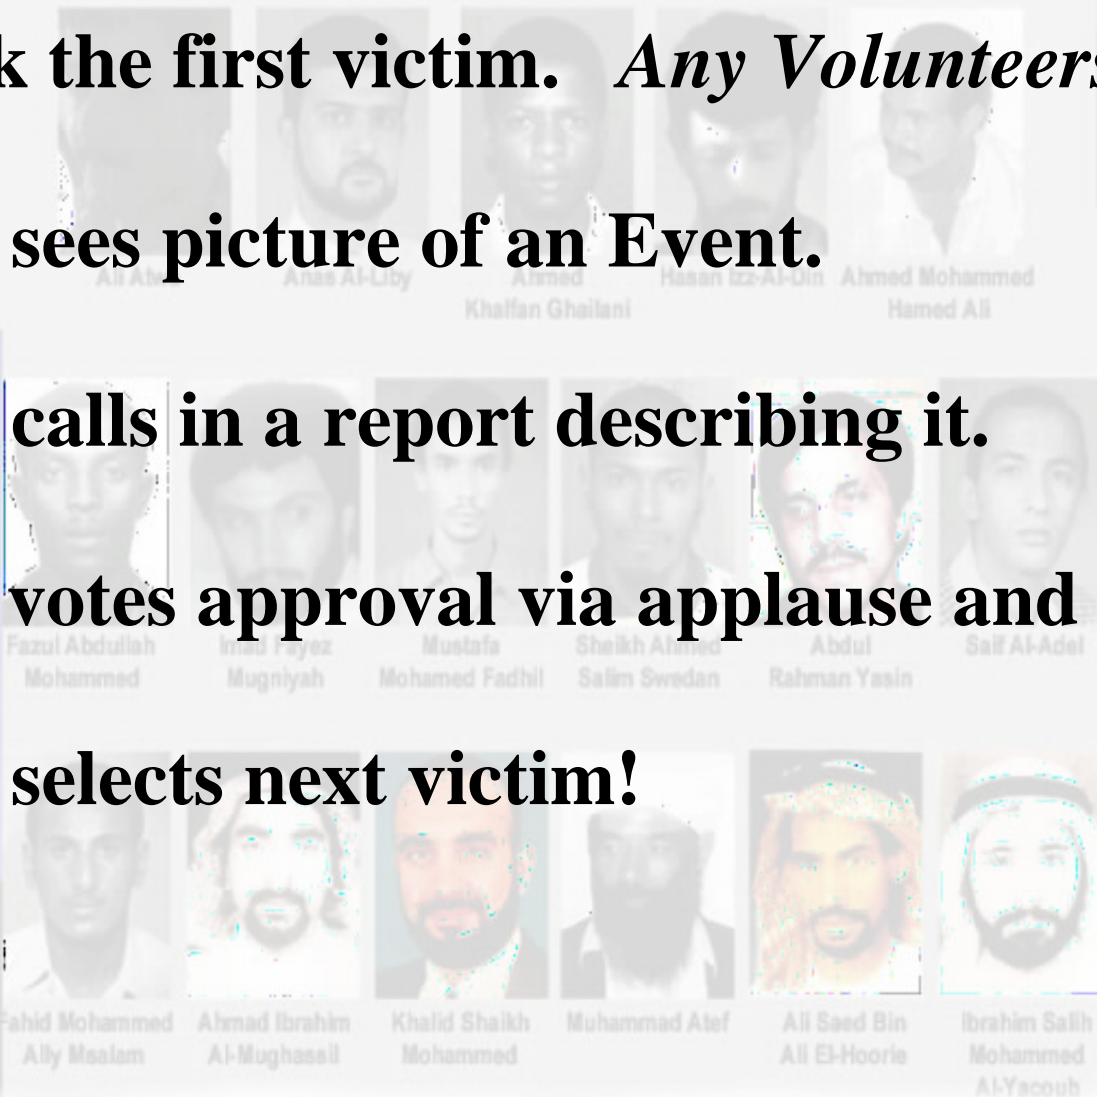 k the first victim. Any Volunteers
sees picture of an Event.
Ali Atwa Anas Al-Liby Ahmed Hasan Izz-Al-Din Ahmed Mohammed
Khalfan Ghailani Hamed Ali
calls in a report describing it.
votes approval via applause and
Fazul Abdullah Imad Fayez Mustafa Sheikh Ahmed Abdul Saif Al-Adel
Mohammed Mugniyah Mohamed Fadhil Salim Swedan Rahman Yasin
selects next victim!
Fahid Mohammed Ahmad Ibrahim Khalid Shaikh Muhammad Atef Ali Saed Bin Ibrahim Salih
Ally Msalam Al-Mughassil Mohammed Ali El-Hoorie Mohammed
Al-Yacoub